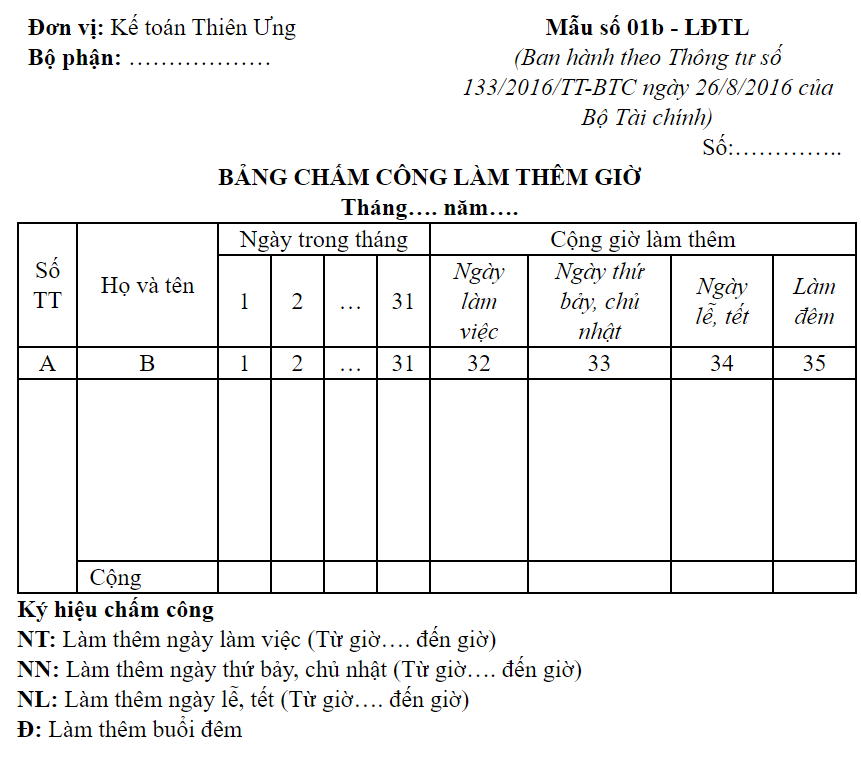 Đơn vị: Kế toán Thiên Ưng
Bộ phận: ………………
Mẫu số 01b - LĐTL
(Ban hành theo Thông tư số
133/2016/TT-BTC ngày 26/8/2016 của
Bộ Tài chính)
Số:…………..
BẢNG CHẤM CÔNG LÀM THÊM GIỜ
Tháng…. năm….
Số TT Họ và tên Ngày trong tháng Cộng giờ làm thêm
1 2 … 31 Ngày làm việc Ngày thứ bảy, chủ nhật Ngày lễ, tết Làm đêm
A B 1 2 … 31 32 33 34 35
Cộng
Ký hiệu chấm công
NT: Làm thêm ngày làm việc (Từ giờ…. đến giờ)
NN: Làm thêm ngày thứ bảy, chủ nhật (Từ giờ…. đến giờ)
NL: Làm thêm ngày lễ, tết (Từ giờ…. đến giờ)
Đ: Làm thêm buổi đêm